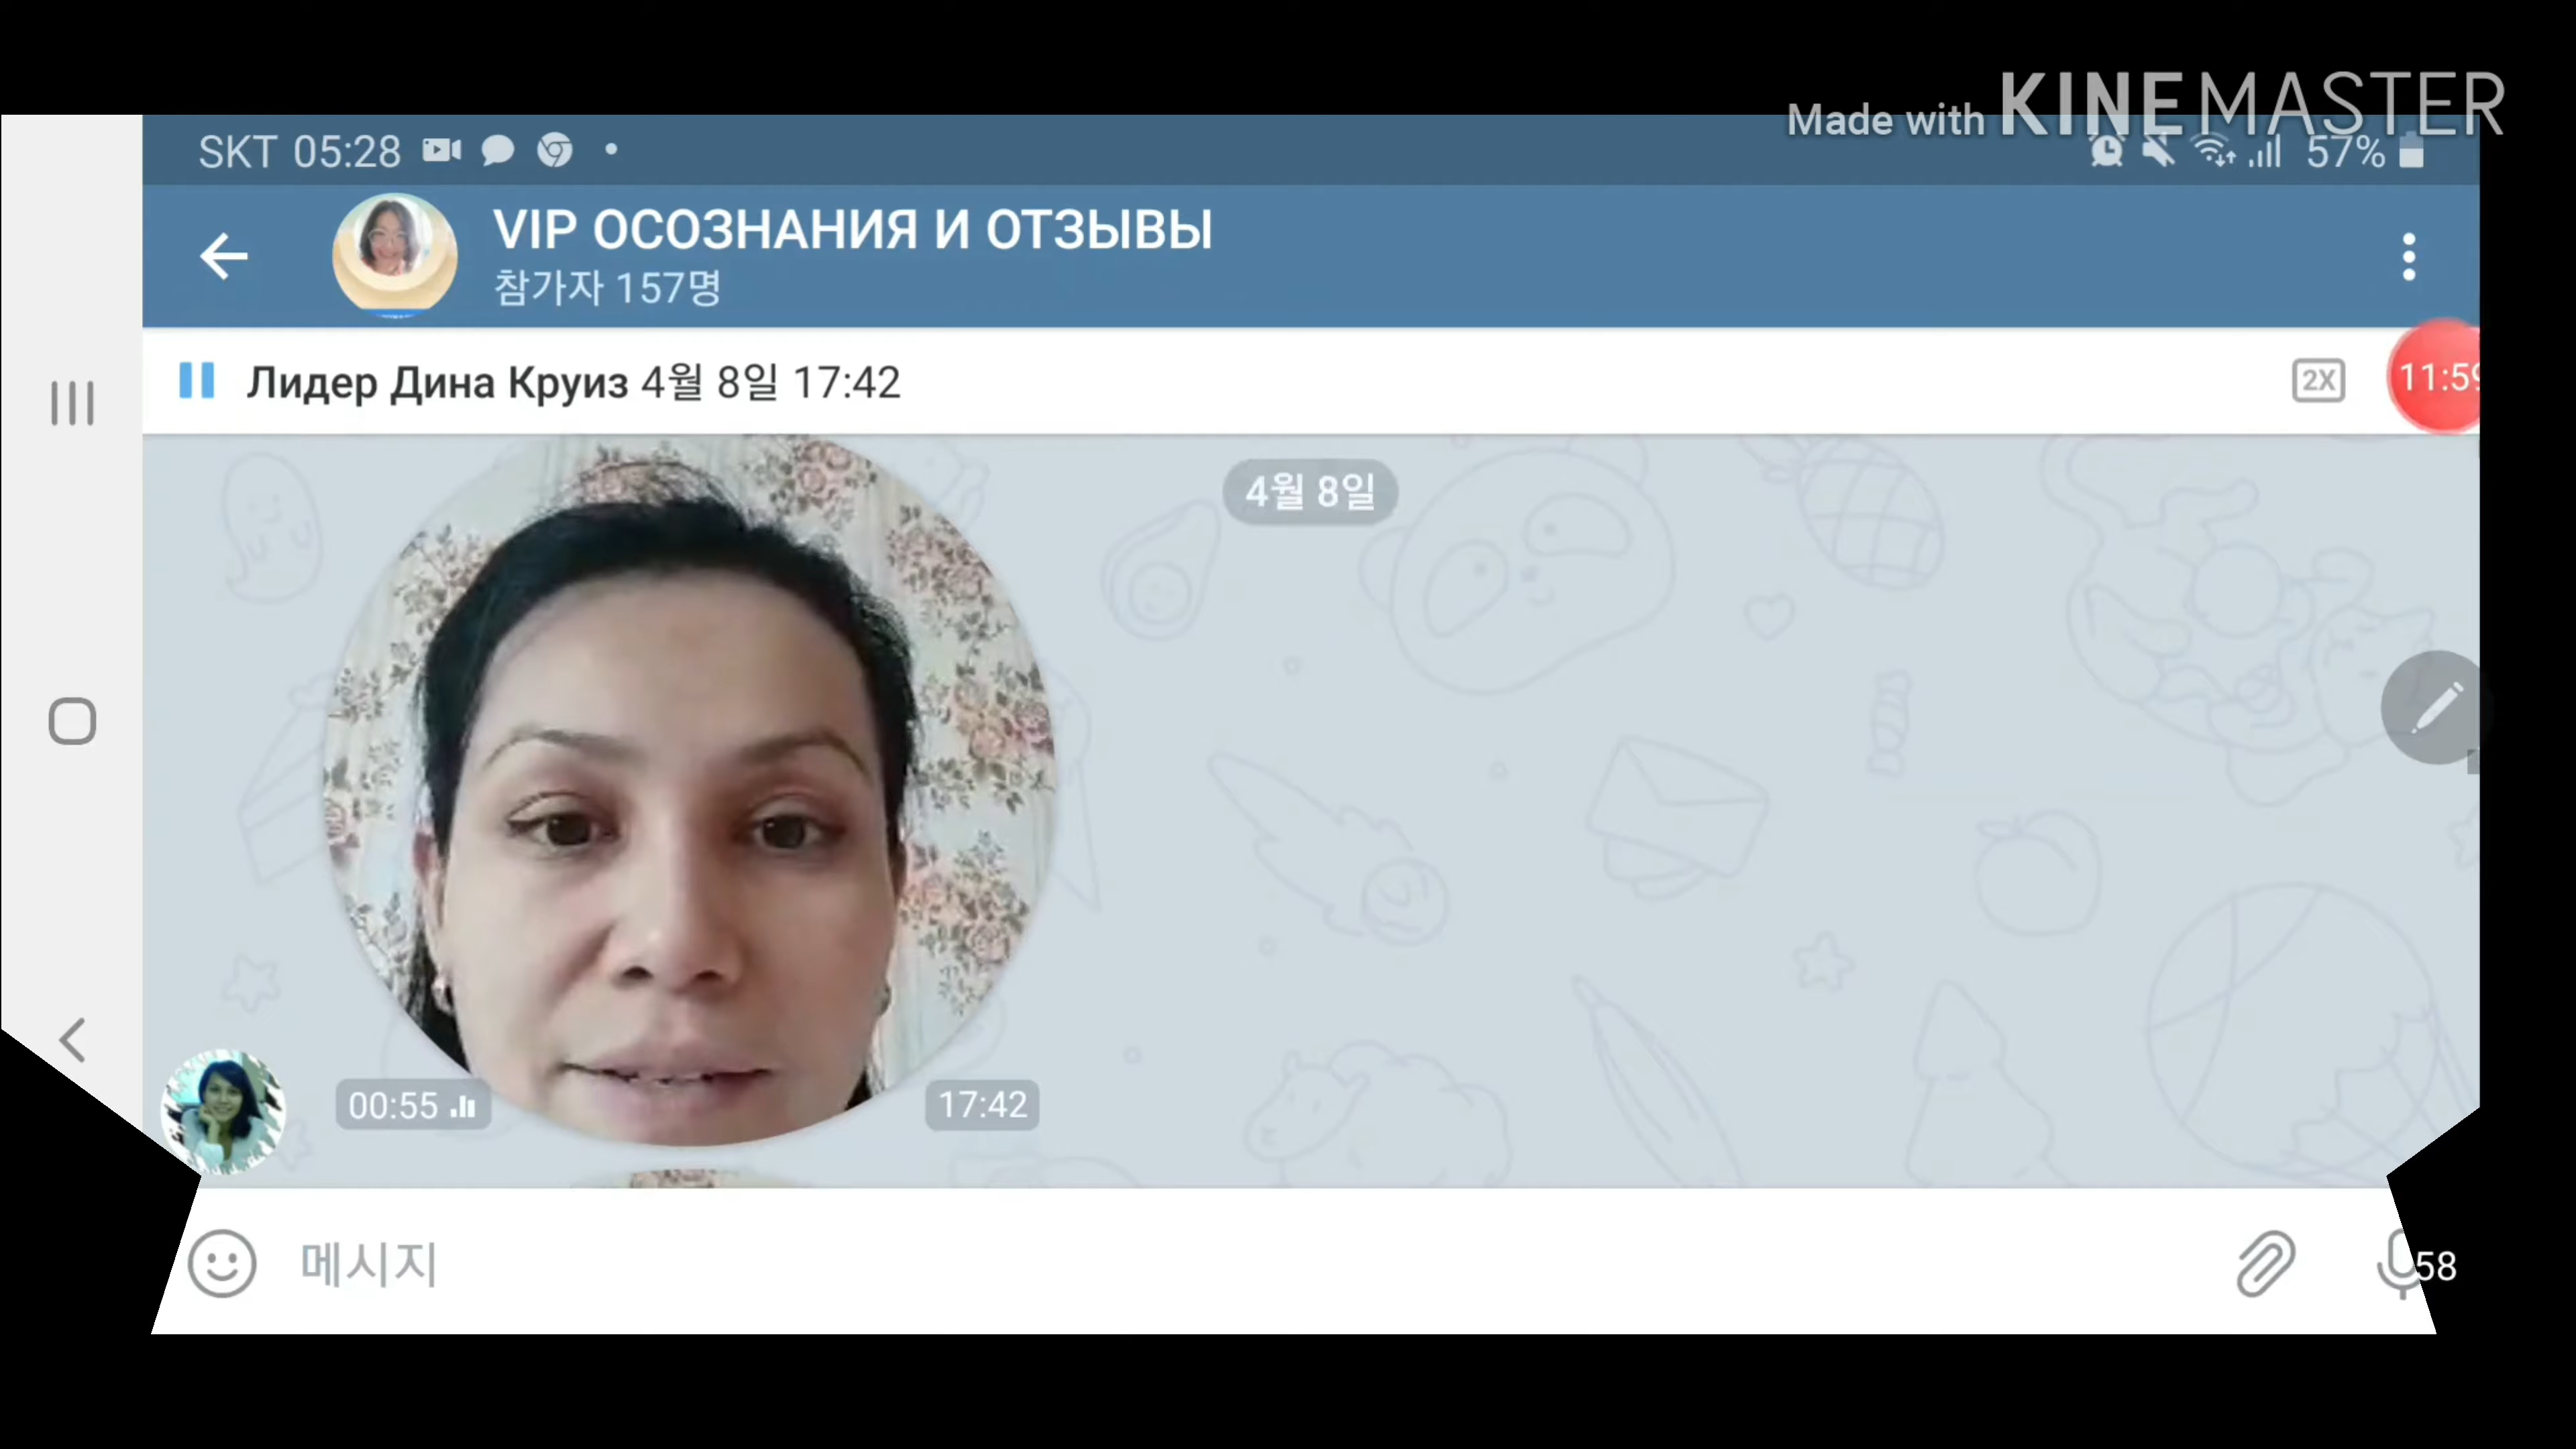 Made with KINEMASTER
SKT 05:28
57%
VIP ОСОЗНАНИЯ И ОТЗЫВЫ
참가자 157명
Лидер Дина Круиз 4월 8일 17:42
2X
11:59
4월 8일
00:55
17:42
메시지
58